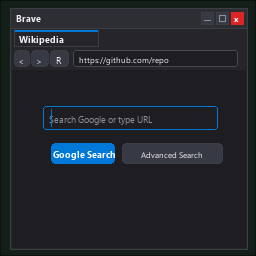 Brave
Wikipedia
< > R https://github.com/repo
Search Google or type URL
Google Search Advanced Search